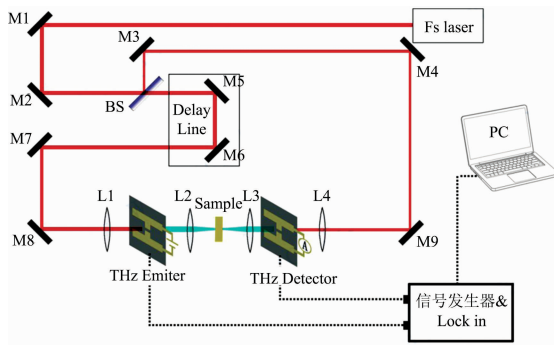 M1
Fs laser
M3
M4
M2
BS
M5
Delay
Line
M6
M7
PC
L1
L2
Sample
L3
L4
M8
M9
A
THz Emiter
THz Detector
信号发生器&
Lock in